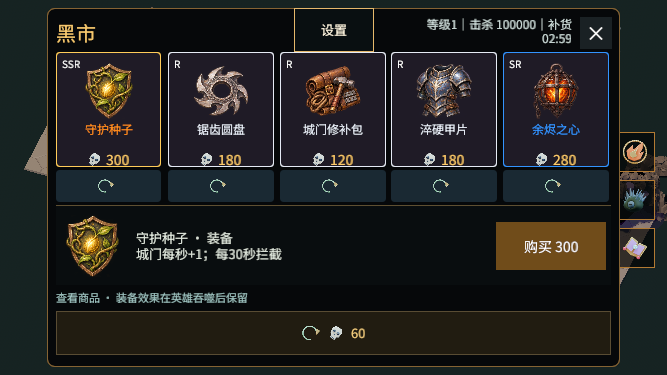 黑市
设置
等级1｜击杀 100000｜补货
02:59
SSR
守护种子
300
R
锯齿圆盘
180
R
城门修补包
120
R
淬硬甲片
180
SR
余烬之心
280
守护种子 · 装备
城门每秒+1；每30秒拦截
购买 300
查看商品 · 装备效果在英雄吞噬后保留
60